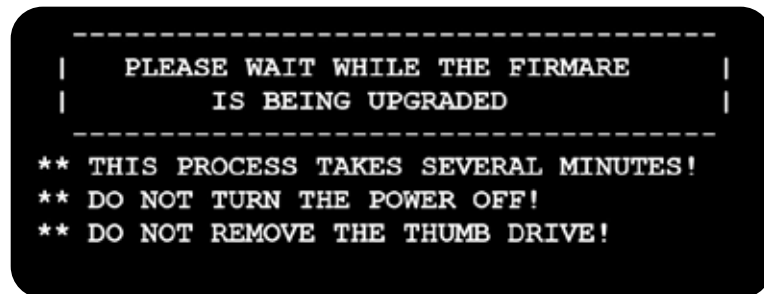 ---------------------------------------
| PLEASE WAIT WHILE THE FIRMARE |
| IS BEING UPGRADED |
---------------------------------------
** THIS PROCESS TAKES SEVERAL MINUTES!
** DO NOT TURN THE POWER OFF!
** DO NOT REMOVE THE THUMB DRIVE!